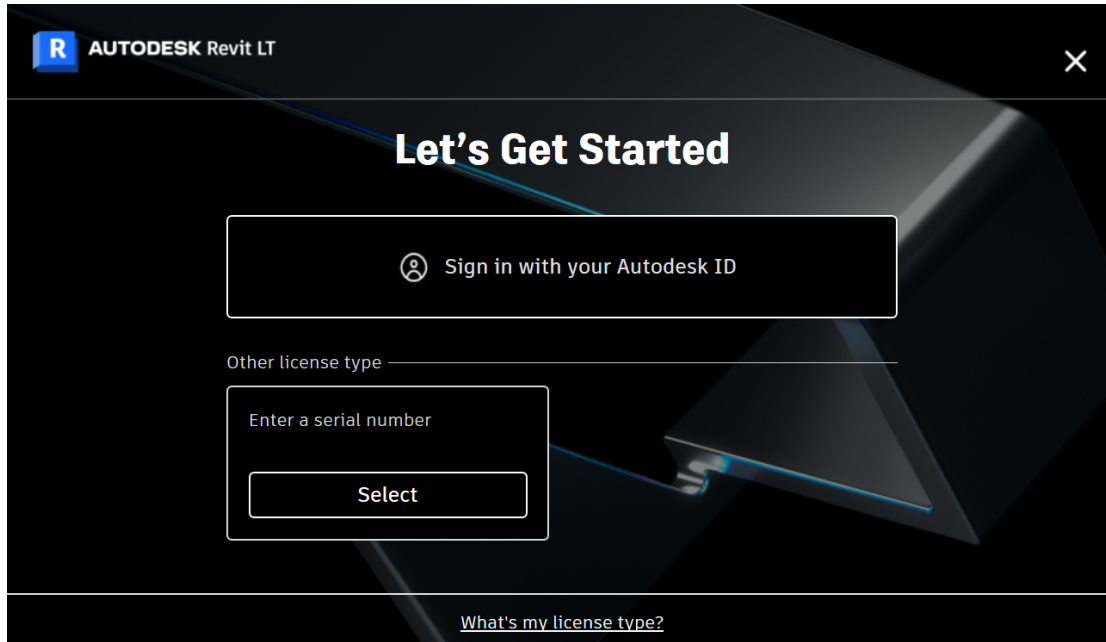 R AUTODESK Revit LT
Let’s Get Started
Sign in with your Autodesk ID
Other license type
Enter a serial number
Select
What's my license type?